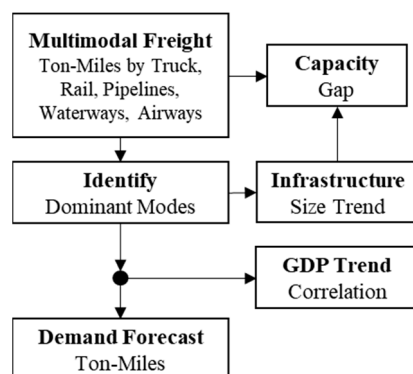 Multimodal Freight
Ton-Miles by Truck,
Rail, Pipelines,
Waterways, Airways
Capacity
Gap
Identify
Dominant Modes
Infrastructure
Size Trend
GDP Trend
Correlation
Demand Forecast
Ton-Miles